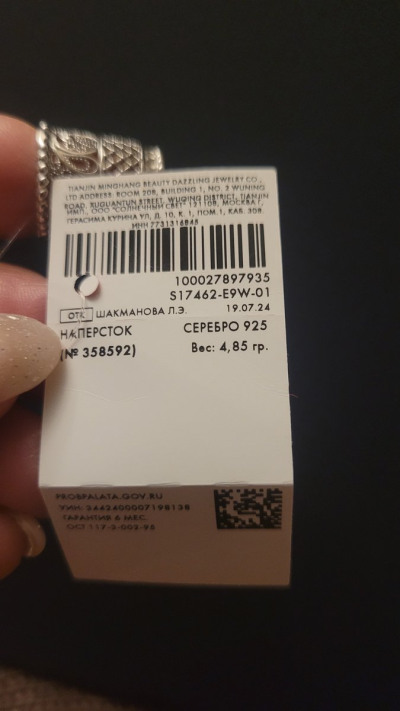 TIANJIN MINGHANG BEAUTY DAZZLING JEWELRY CO.,
LTD ADDRESS: ROOM 208, BUILDING 1, NO. 3 WUNING
ROAD, XUGUANTUN STREET, WUQING DISTRICT, TIANJIN
ИМП.: ООО "СОЛНЕЧНЫЙ СВЕТ" 131108, МОСКВА Г,
ГЕРАСИМА КУРИНА УЛ, Д. 10, К. 1, ПОМ. 1, КАБ. 308.
ИНН 7731316845
100027897935
S17462-E9W-01
ОТК ШАКМАНОВА Л.Э. 19.07.24
НАПЕРСТОК СЕРЕБРО 925
(№ 358592) Вес: 4,85 гр.
PROBPALATA.GOV.RU
УИН: 3442400007198138
ГАРАНТИЯ 6 МЕС.
ОСТ 117-3-002-95